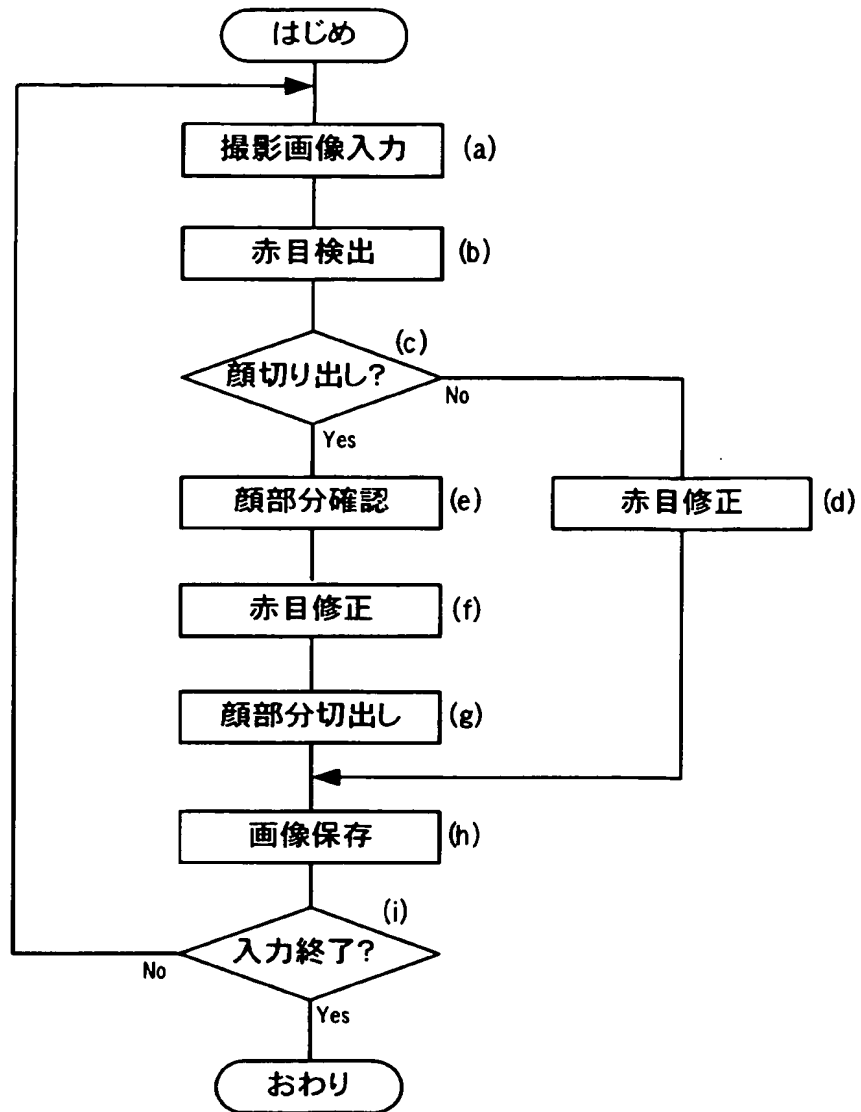 はじめ
撮影画像入力 (a)
赤目検出 (b)
(c)
顔切り出し?
No
Yes
顔部分確認 (e)
赤目修正 (d)
赤目修正 (f)
顔部分切出し (g)
画像保存 (h)
(i)
入力終了?
No
Yes
おわり